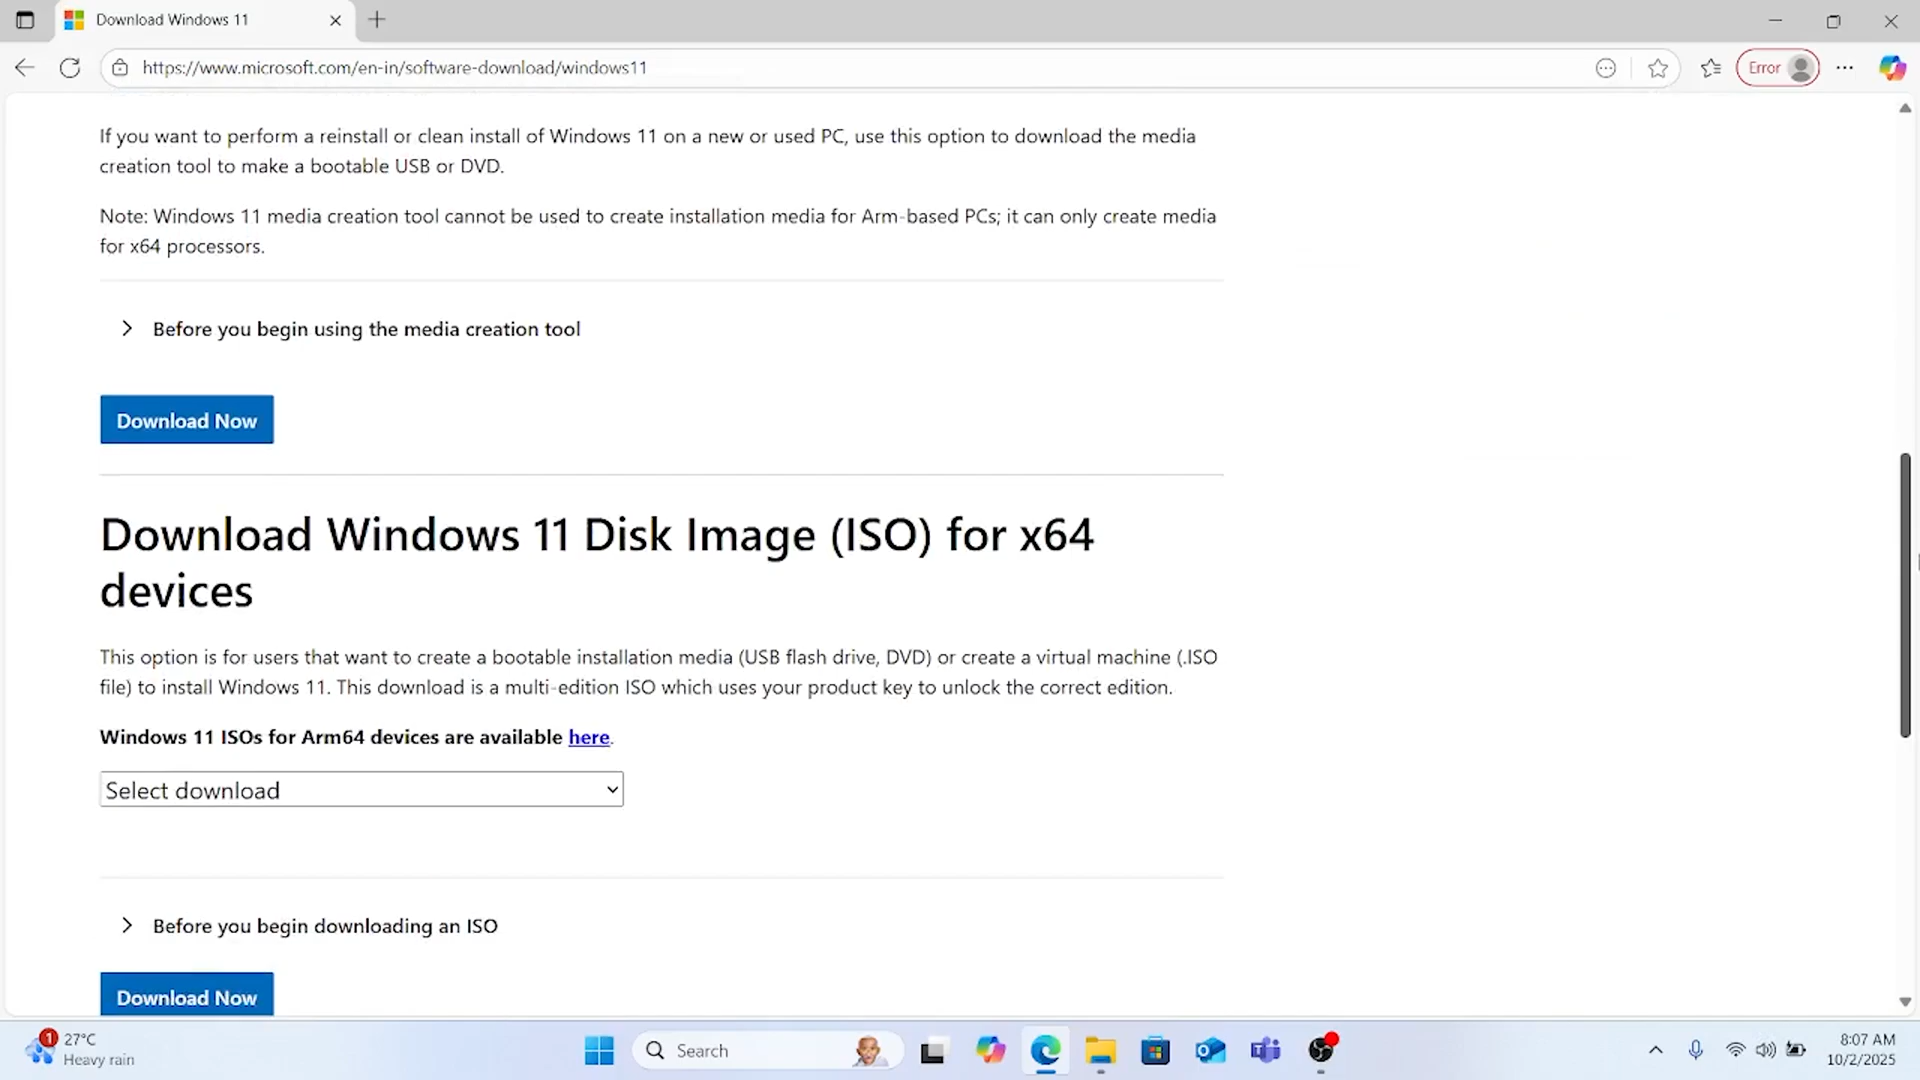 Download Windows 11
https://www.microsoft.com/en-in/software-download/windows11
Error
If you want to perform a reinstall or clean install of Windows 11 on a new or used PC, use this option to download the media
creation tool to make a bootable USB or DVD.
Note: Windows 11 media creation tool cannot be used to create installation media for Arm-based PCs; it can only create media
for x64 processors.
Before you begin using the media creation tool
Download Now
Download Windows 11 Disk Image (ISO) for x64
devices
This option is for users that want to create a bootable installation media (USB flash drive, DVD) or create a virtual machine (.ISO
file) to install Windows 11. This download is a multi-edition ISO which uses your product key to unlock the correct edition.
Windows 11 ISOs for Arm64 devices are available here.
Select download
Before you begin downloading an ISO
Download Now
1
27°C
Heavy rain
Search
8:07 AM
10/2/2025